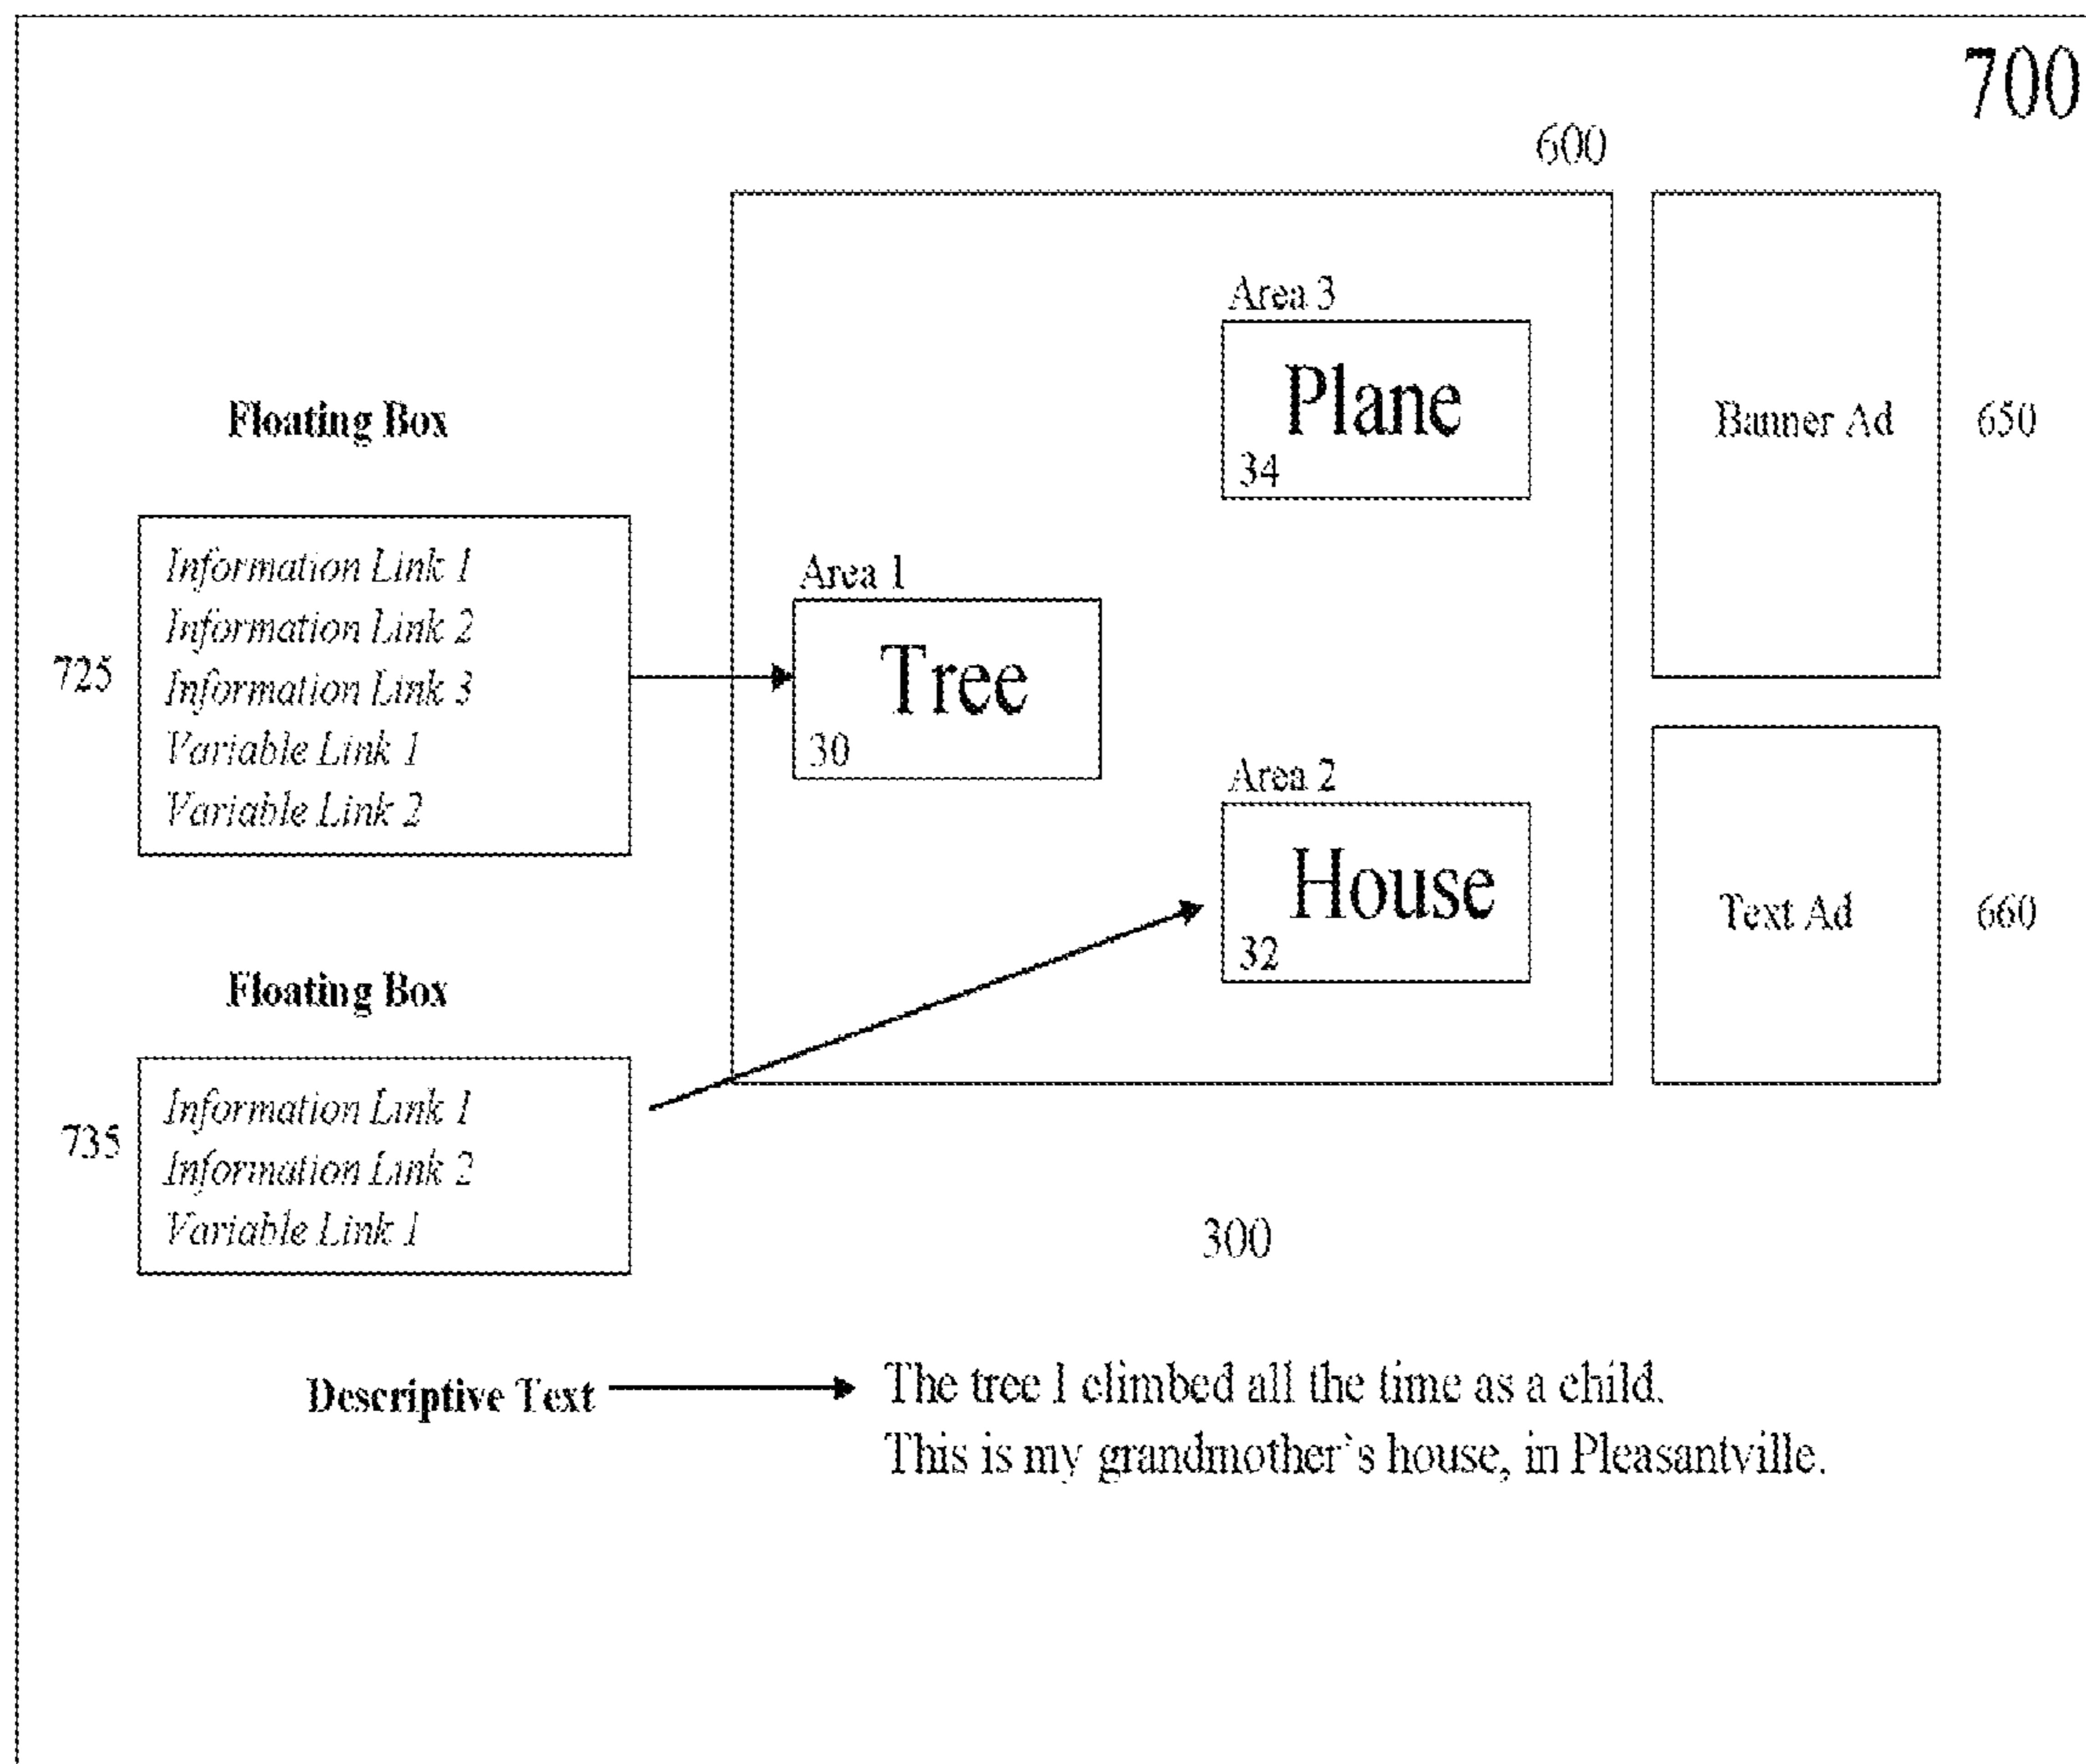 700
600
Area 3
Plane
34
Banner Ad
650
Floating Box
Information Link 1
Information Link 2
Information Link 3
Variable Link 1
Variable Link 2
725
Area 1
Tree
30
Area 2
House
32
Text Ad
660
Floating Box
Information Link 1
Information Link 2
Variable Link 1
735
300
Descriptive Text
The tree I climbed all the time as a child.
This is my grandmother's house, in Pleasantville.